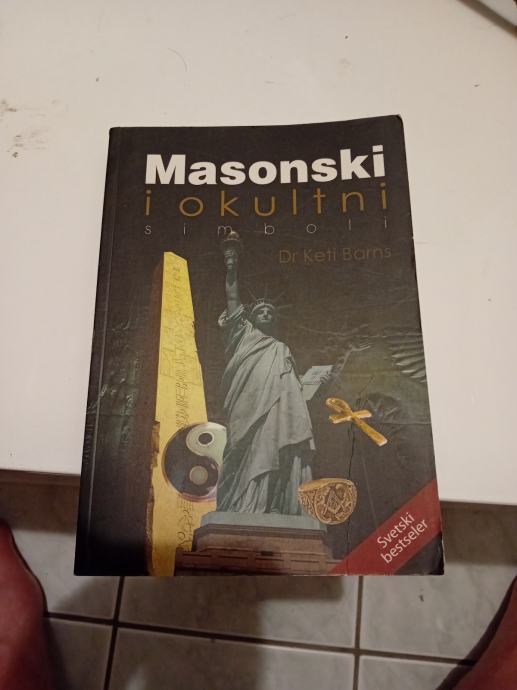 Masonski
i okultni
simboli
Dr Keti Barns
Svetski
bestseler